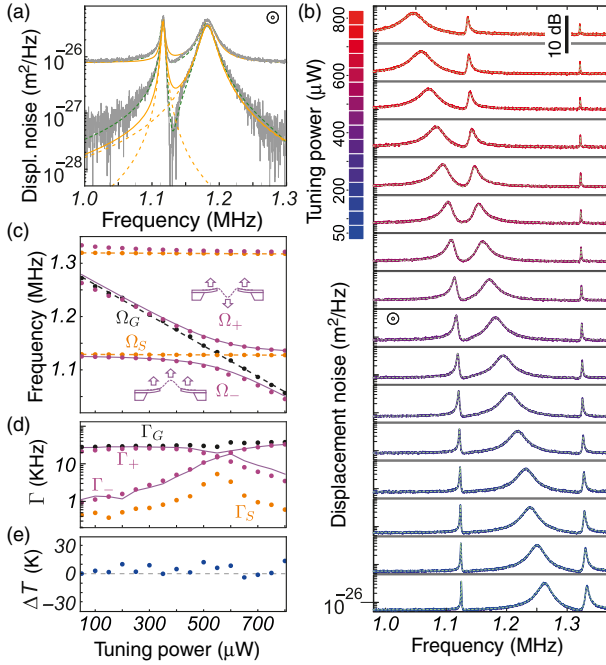 (a)
Displ. noise (m²/Hz)
10⁻²⁶
10⁻²⁷
10⁻²⁸
1.0 1.1 1.2 1.3
Frequency (MHz)
(b)
Tuning power (μW)
800
600
400
200
50
10 dB
Displacement noise (m²/Hz)
10⁻²⁶
1.0 1.1 1.2 1.3
Frequency (MHz)
(c)
Frequency (MHz)
1.3
1.2
1.1
Ω_G
Ω_+
Ω_S
Ω_−
(d)
Γ (KHz)
10
1
Γ_G
Γ_+
Γ_−
Γ_S
(e)
ΔT (K)
30
0
−30
100 300 500 700
Tuning power (μW)